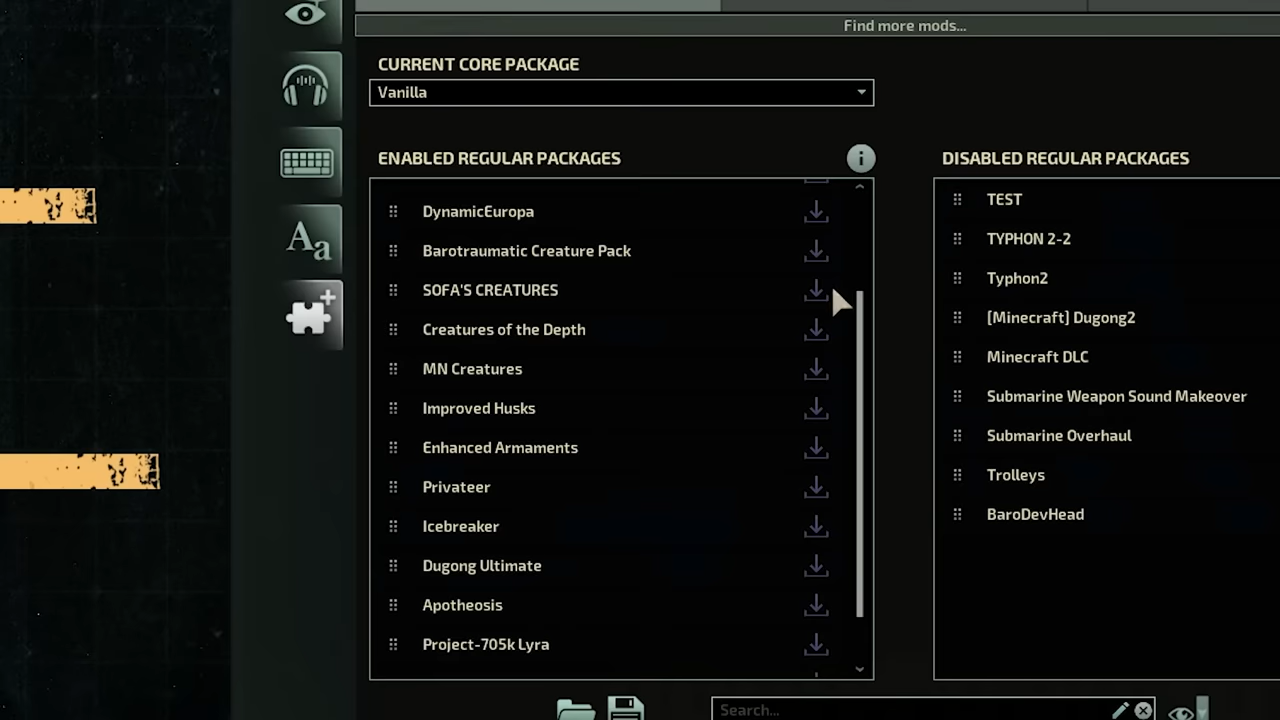 Find more mods...
CURRENT CORE PACKAGE
Vanilla
ENABLED REGULAR PACKAGES
DynamicEuropa
Barotraumatic Creature Pack
SOFA'S CREATURES
Creatures of the Depth
MN Creatures
Improved Husks
Enhanced Armaments
Privateer
Icebreaker
Dugong Ultimate
Apotheosis
Project-705k Lyra
DISABLED REGULAR PACKAGES
TEST
TYPHON 2-2
Typhon2
[Minecraft] Dugong2
Minecraft DLC
Submarine Weapon Sound Makeover
Submarine Overhaul
Trolleys
BaroDevHead
Search...
Aa